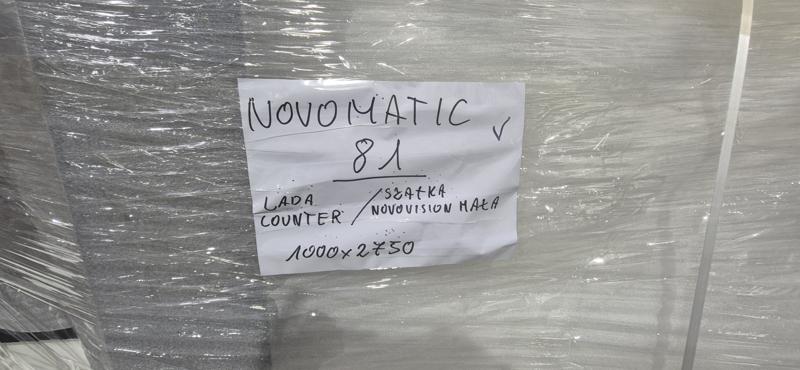 NOVOMATIC ✓
81
LADA / SZAFKA
COUNTER / NOVOVISION MAŁA
1000x2750